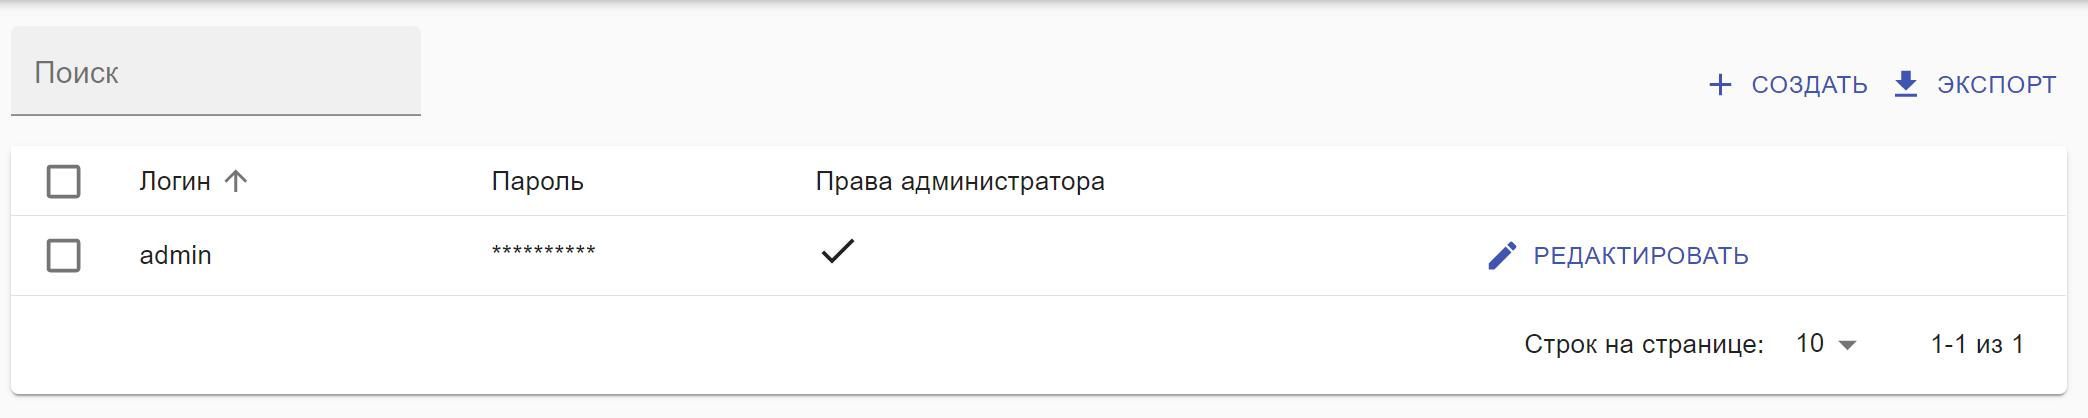 Поиск
СОЗДАТЬ ЭКСПОРТ
Логин Пароль Права администратора
admin ********** РЕДАКТИРОВАТЬ
Строк на странице: 10 1-1 из 1